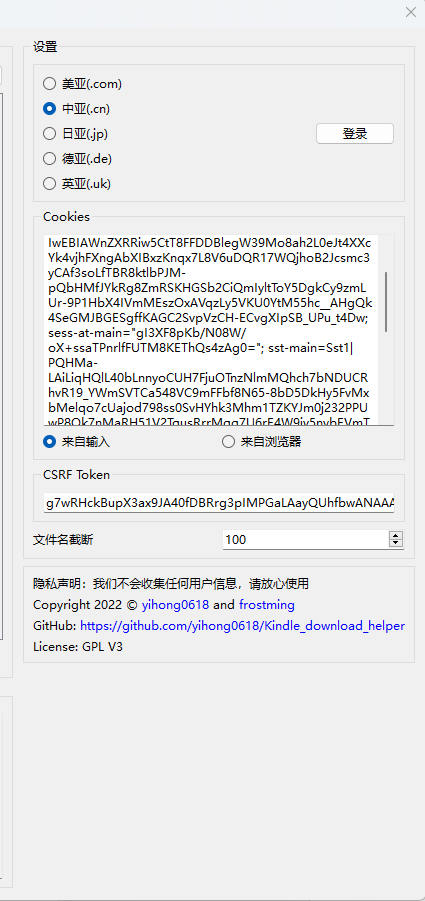 设置
美亚(.com)
中亚(.cn)
日亚(.jp)
登录
德亚(.de)
英亚(.uk)
Cookies
IwEBIAWnZXRRiw5CtT8FFDDBlegW39Mo8ah2L0eJt4XXc
Yk4vjhFXngAbXIBxzKnqx7L8V6uDQR17WQjhoB2Jcsmc3
yCAf3soLfTBR8ktlbPJM-
pQbHMfJYkRg8ZmRSKHGSb2CiQmIyltToY5DgkCy9zmL
Ur-9P1HbX4IVmMEszOxAVqzLy5VKU0YtM55hc__AHgQk
4SeGMJBGESgffKAGC2SvpVzCH-ECvgXIpSB_UPu_t4Dw;
sess-at-main="gI3XF8pKb/N08W/
oX+ssaTPnrlfFUTM8KEThQs4zAg0="; sst-main=Sst1|
PQHMa-
LAiLiqHQlL40bLnnyoCUH7FjuOTnzNlmMQhch7bNDUCR
hvR19_YWmSVTCa548VC9mFFbf8N65-8bD5DkHy5FvMx
bMelqo7cUajod798ss0SvHYhk3Mhm1TZKYJm0j232PPU
来自输入
来自浏览器
CSRF Token
g7wRHckBupX3ax9JA40fDBRrg3pIMPGaLAayQUhfbwANAAA
文件名截断
100
隐私声明：我们不会收集任何用户信息，请放心使用
Copyright 2022 © yihong0618 and frostming
GitHub: https://github.com/yihong0618/Kindle_download_helper
License: GPL V3